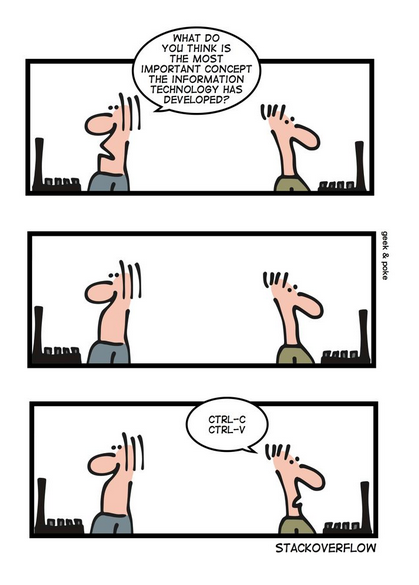 WHAT DO
YOU THINK IS
THE MOST
IMPORTANT CONCEPT
THE INFORMATION
TECHNOLOGY HAS
DEVELOPED?
geek & poke
CTRL-C
CTRL-V
STACKOVERFLOW